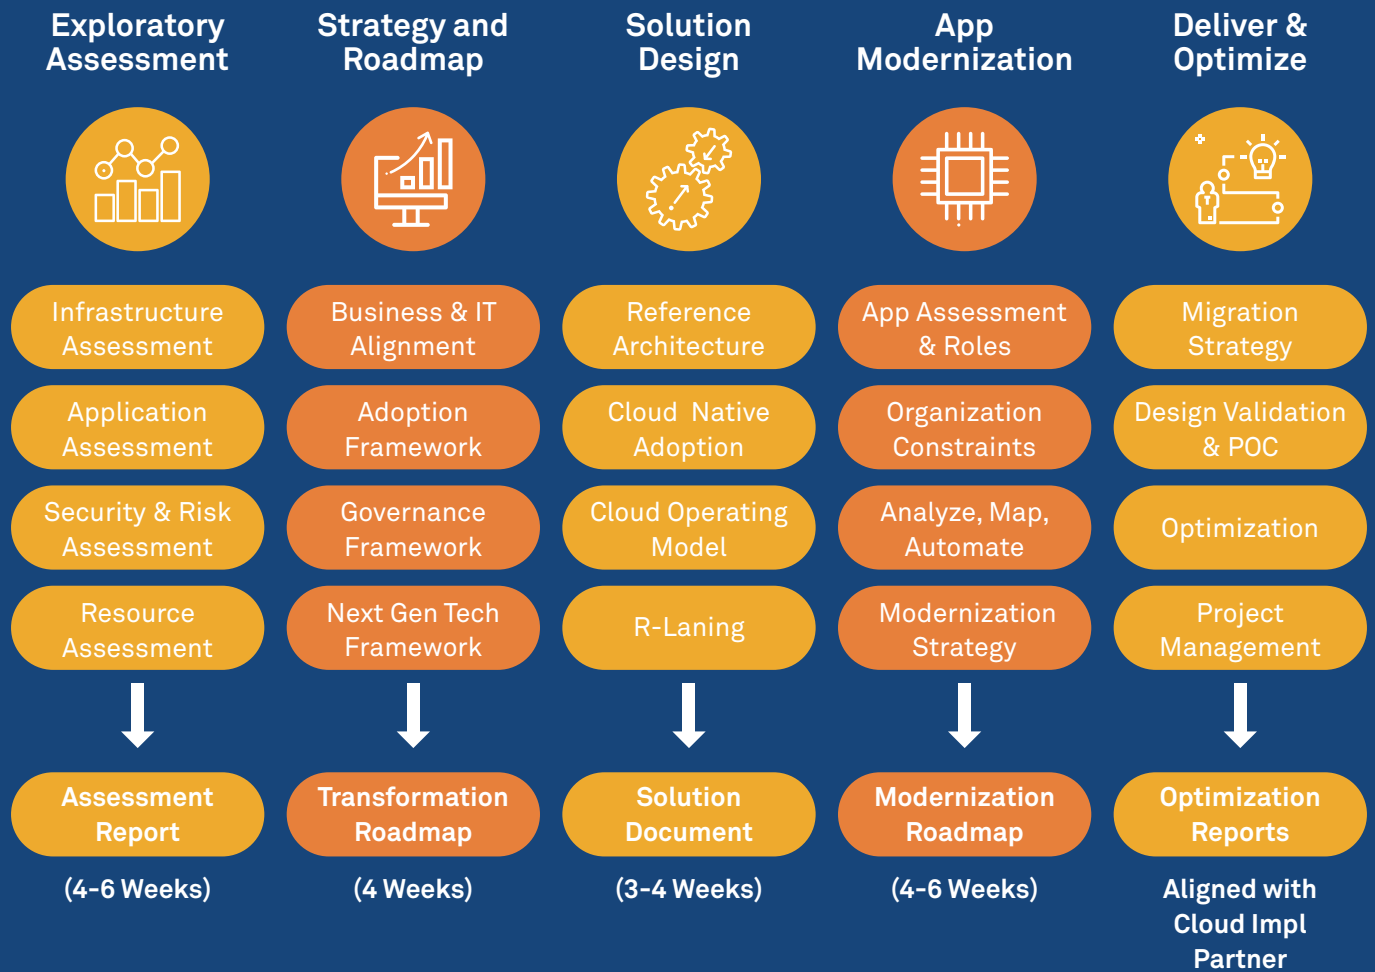 Exploratory
Assessment
Strategy and
Roadmap
Solution
Design
App
Modernization
Deliver &
Optimize
Infrastructure
Assessment
Business & IT
Alignment
Reference
Architecture
App Assessment
& Roles
Migration
Strategy
Application
Assessment
Adoption
Framework
Cloud Native
Adoption
Organization
Constraints
Design Validation
& POC
Security & Risk
Assessment
Governance
Framework
Cloud Operating
Model
Analyze, Map,
Automate
Optimization
Resource
Assessment
Next Gen Tech
Framework
R-Laning
Modernization
Strategy
Project
Management
Assessment
Report
Transformation
Roadmap
Solution
Document
Modernization
Roadmap
Optimization
Reports
(4-6 Weeks)
(4 Weeks)
(3-4 Weeks)
(4-6 Weeks)
Aligned with
Cloud Impl
Partner